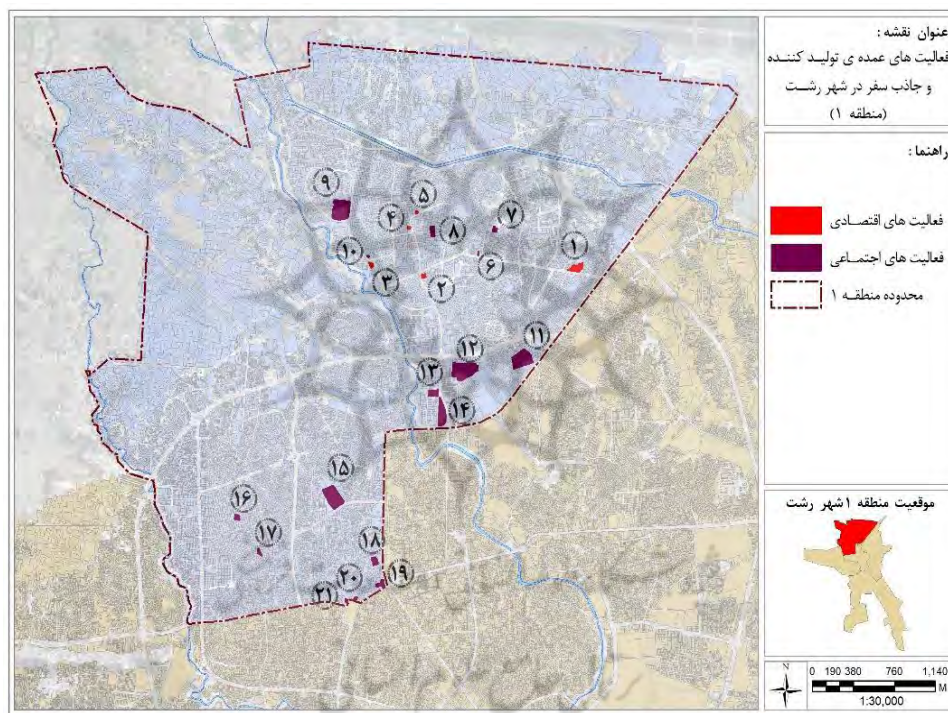 عنوان نقشه :
فعالیت های عمده ی تولید کننده
و جاذب سفر در شهر رشت
(منطقه ۱)
راهنما :
فعالیت های اقتصادی
فعالیت های اجتماعی
محدوده منطقه ۱
موقعیت منطقه ۱ شهر رشت
N
0 190 380 760 1,140
M
1:30,000
۹
۵
۴
۸
۷
۱
۱۰
۳
۲
۶
۱۱
۱۲
۱۳
۱۴
۱۵
۱۶
۱۷
۱۸
۱۹
۲۰
۲۱